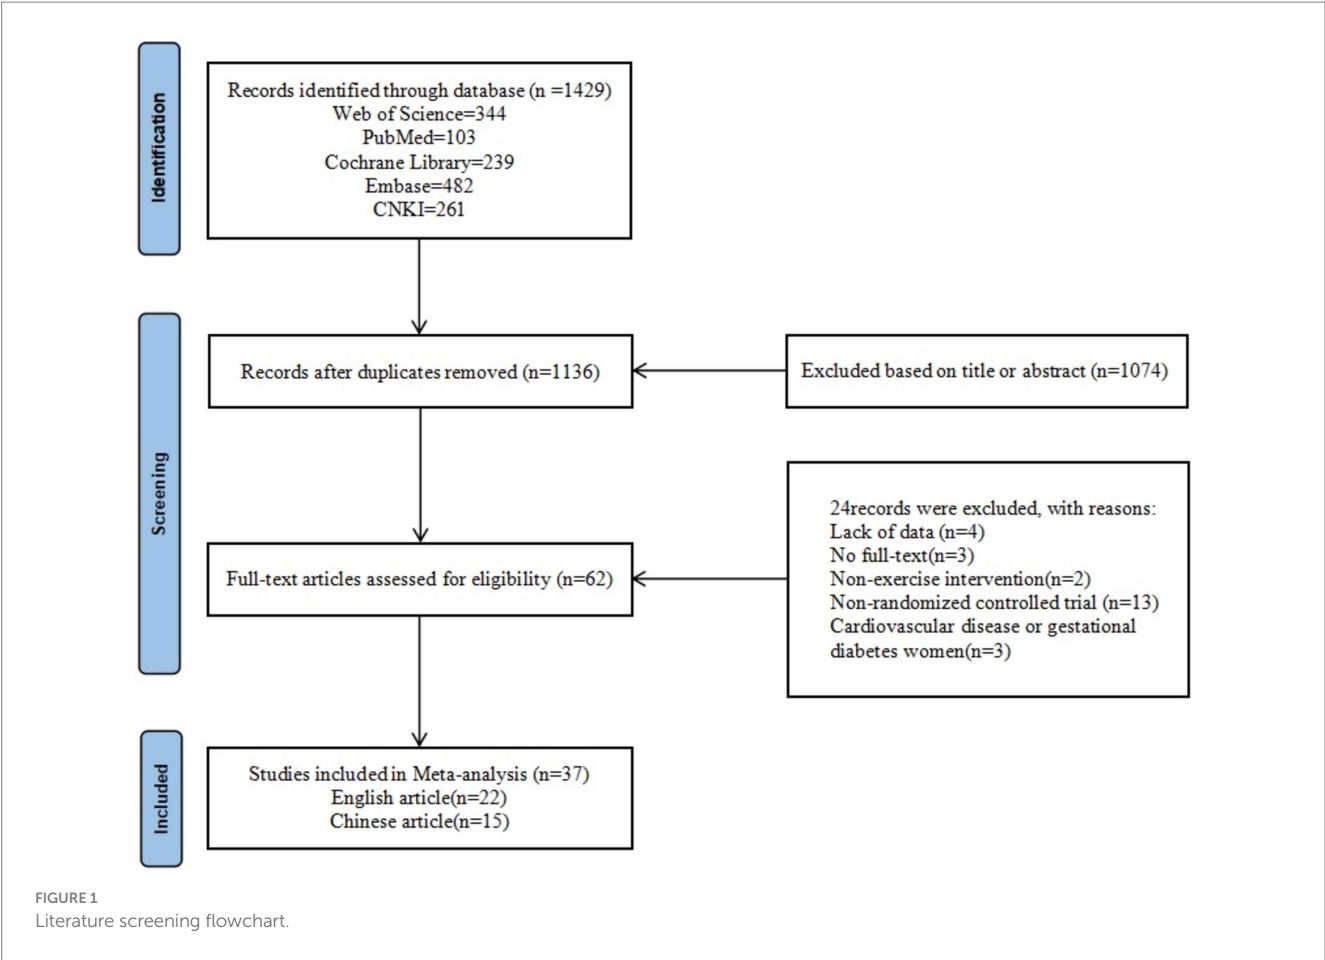 Identification
Records identified through database (n =1429)
Web of Science=344
PubMed=103
Cochrane Library=239
Embase=482
CNKI=261
Screening
Records after duplicates removed (n=1136)
Excluded based on title or abstract (n=1074)
Full-text articles assessed for eligibility (n=62)
24records were excluded, with reasons:
Lack of data (n=4)
No full-text(n=3)
Non-exercise intervention(n=2)
Non-randomized controlled trial (n=13)
Cardiovascular disease or gestational
diabetes women(n=3)
Included
Studies included in Meta-analysis (n=37)
English article(n=22)
Chinese article(n=15)
FIGURE 1
Literature screening flowchart.